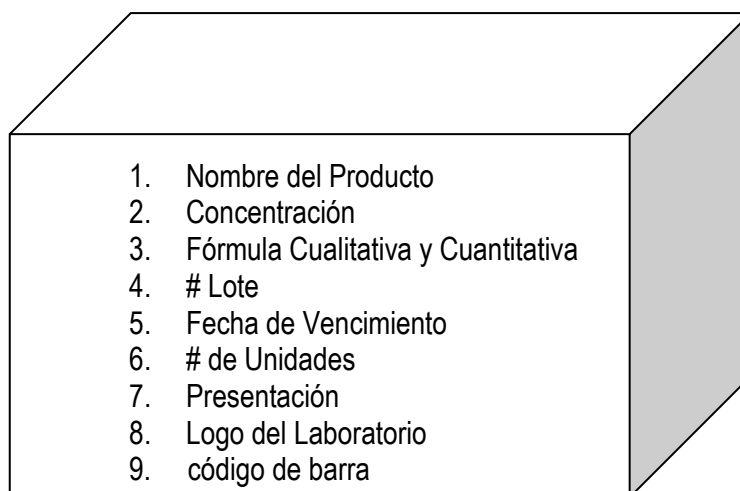 1. Nombre del Producto
2. Concentración
3. Fórmula Cualitativa y Cuantitativa
4. # Lote
5. Fecha de Vencimiento
6. # de Unidades
7. Presentación
8. Logo del Laboratorio
9. código de barra